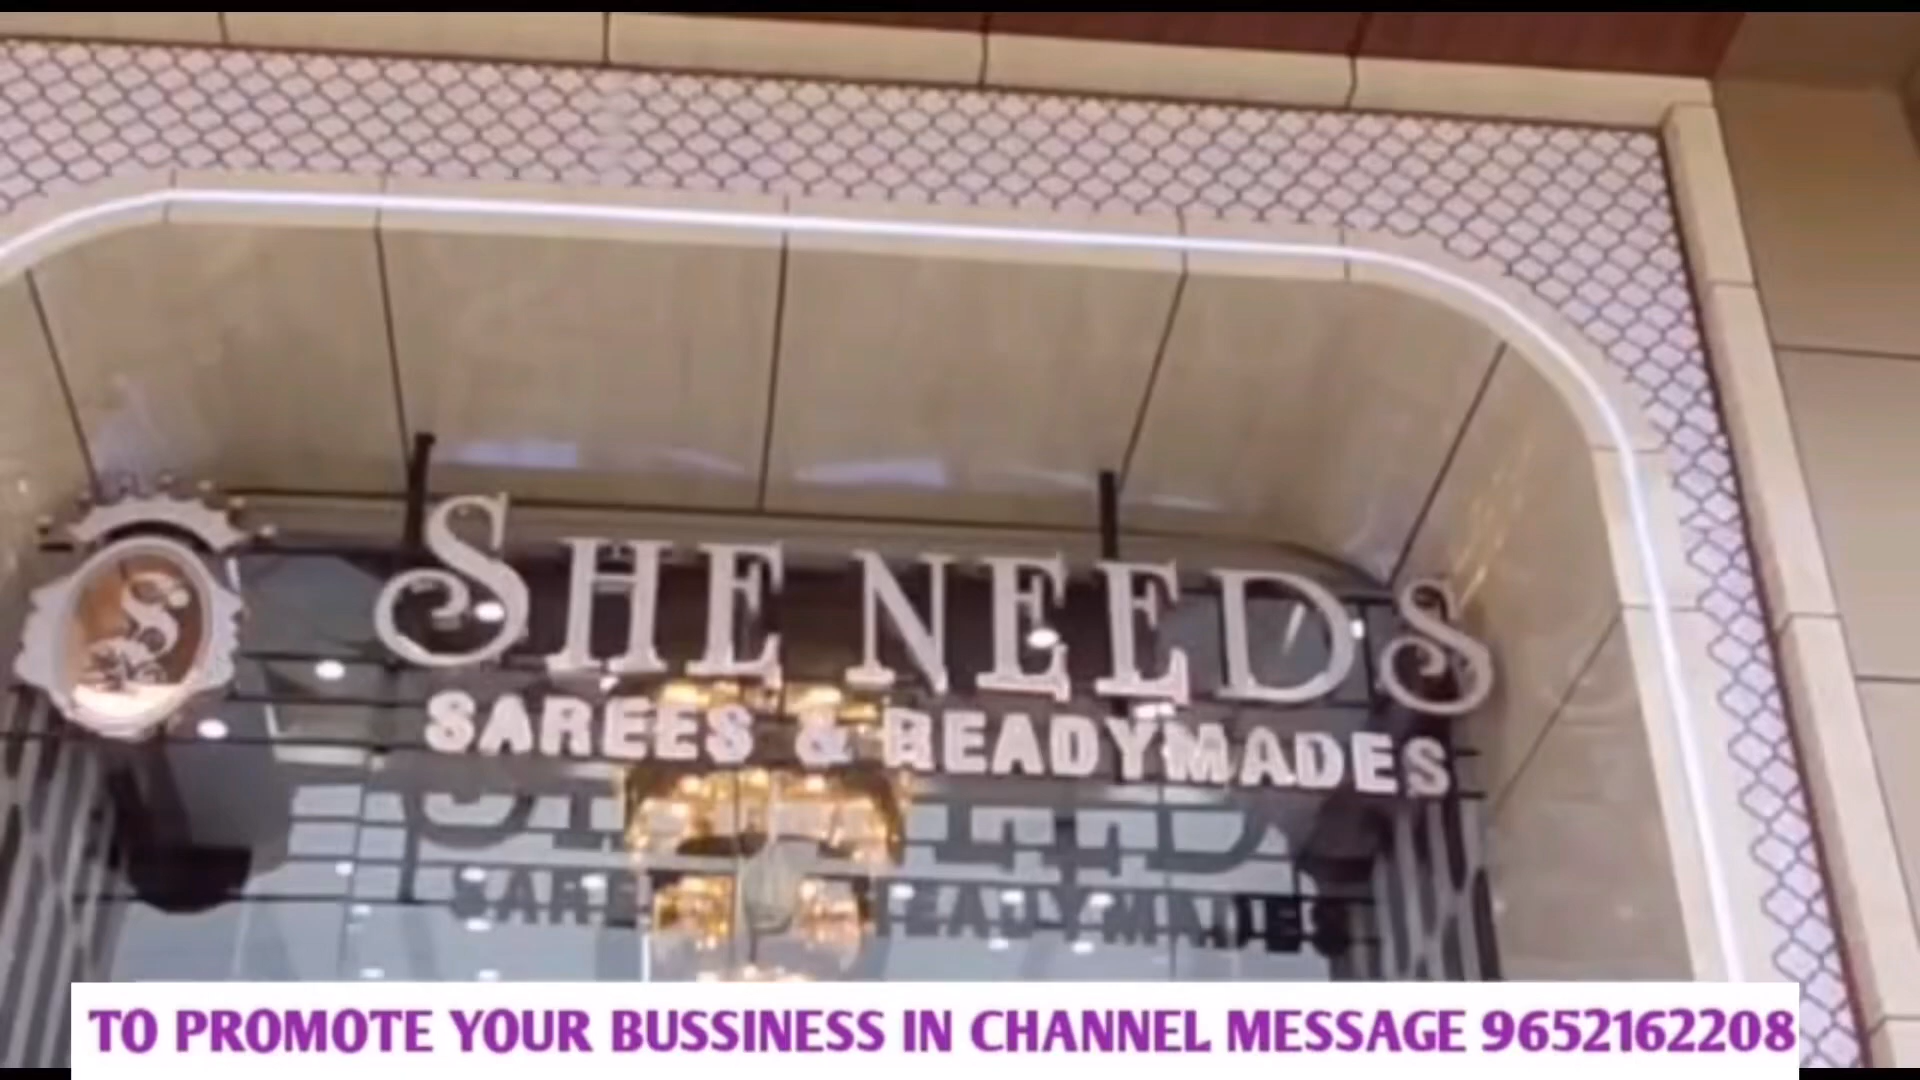 S
SHE NEEDS
SAREES & READYMADES
TO PROMOTE YOUR BUSSINESS IN CHANNEL MESSAGE 9652162208